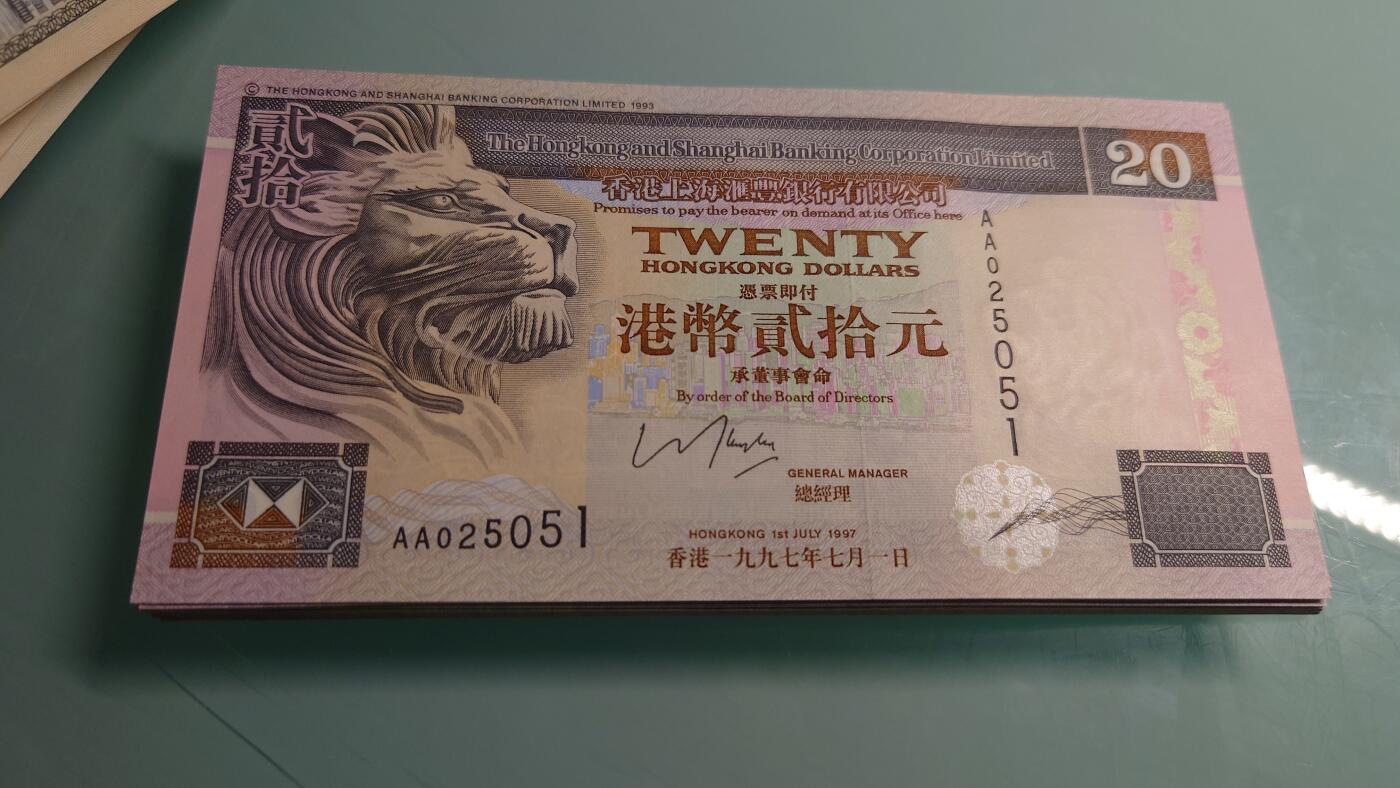 © THE HONGKONG AND SHANGHAI BANKING CORPORATION LIMITED 1993
貳拾
The Hongkong and Shanghai Banking Corporation Limited
20
香港上海滙豐銀行有限公司
Promises to pay the bearer on demand at its Office here
TWENTY
HONGKONG DOLLARS
憑票即付
港幣貳拾元
承董事會命
By order of the Board of Directors
AA025051
GENERAL MANAGER
總經理
AA025051
HONGKONG 1st JULY 1997
香港一九九七年七月一日